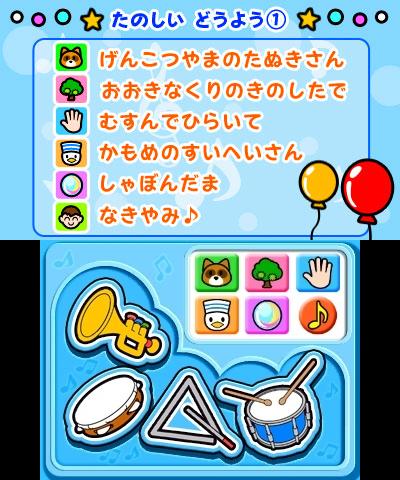 たのしい どうよう①
げんこつやまのたぬきさん
おおきなくりのきのしたで
むすんでひらいて
かもめのすいへいさん
しゃぼんだま
なきやみ♪